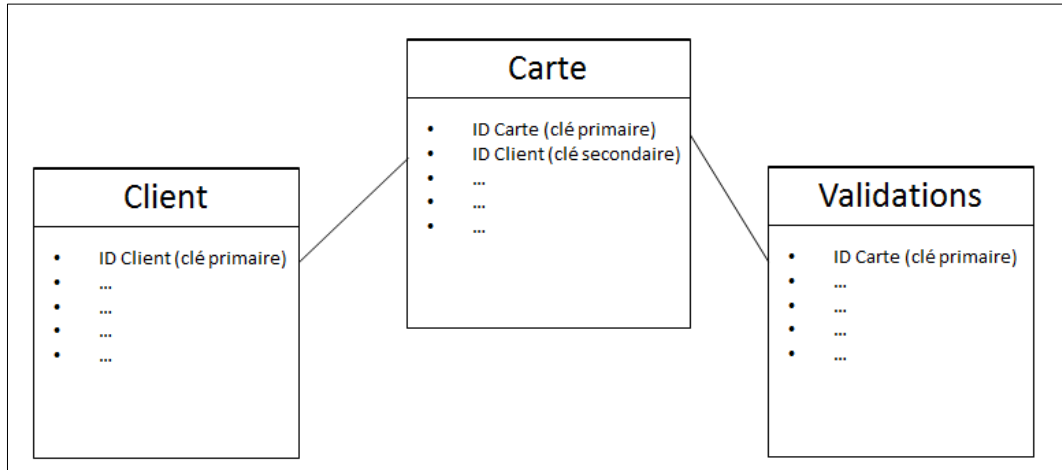 Client
• ID Client (clé primaire)
• ...
• ...
• ...
• ...
Carte
• ID Carte (clé primaire)
• ID Client (clé secondaire)
• ...
• ...
• ...
Validations
• ID Carte (clé primaire)
• ...
• ...
• ...
• ...